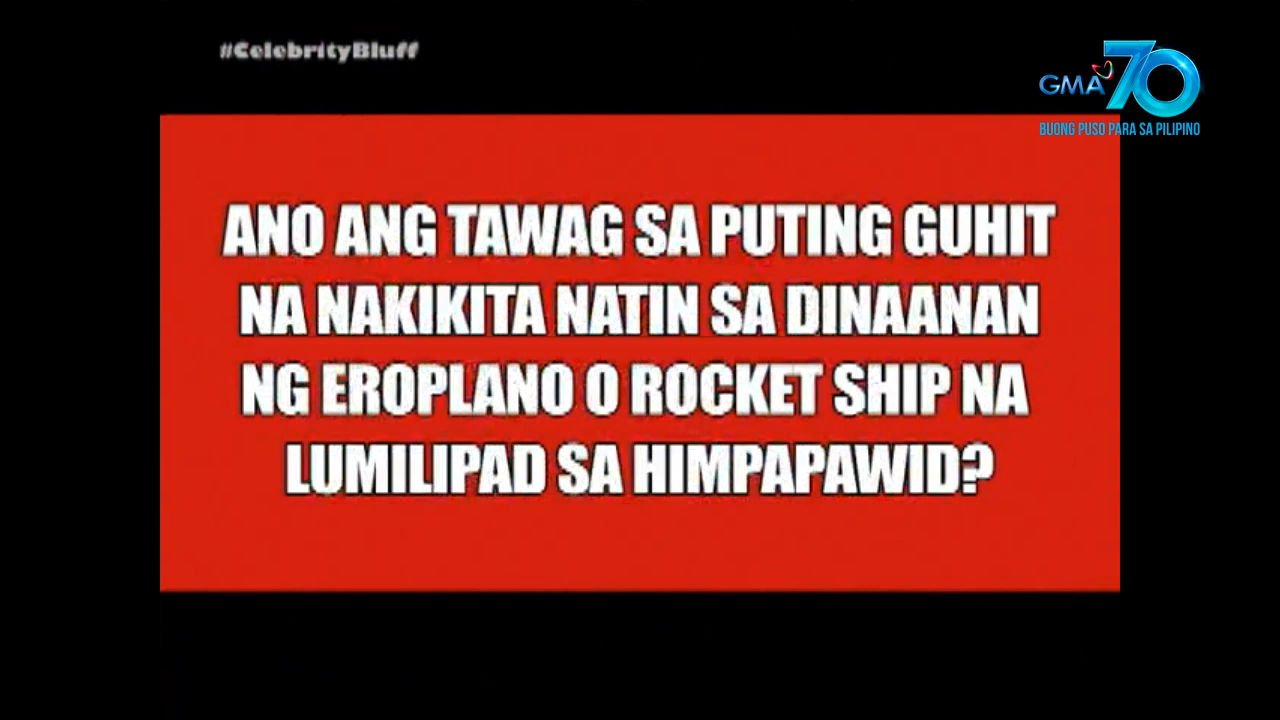 #CelebrityBluff
GMA 70
BUONG PUSO PARA SA PILIPINO
ANO ANG TAWAG SA PUTING GUHIT
NA NAKIKITA NATIN SA DINAANAN
NG EROPLANO O ROCKET SHIP NA
LUMILIPAD SA HIMPAPAWID?